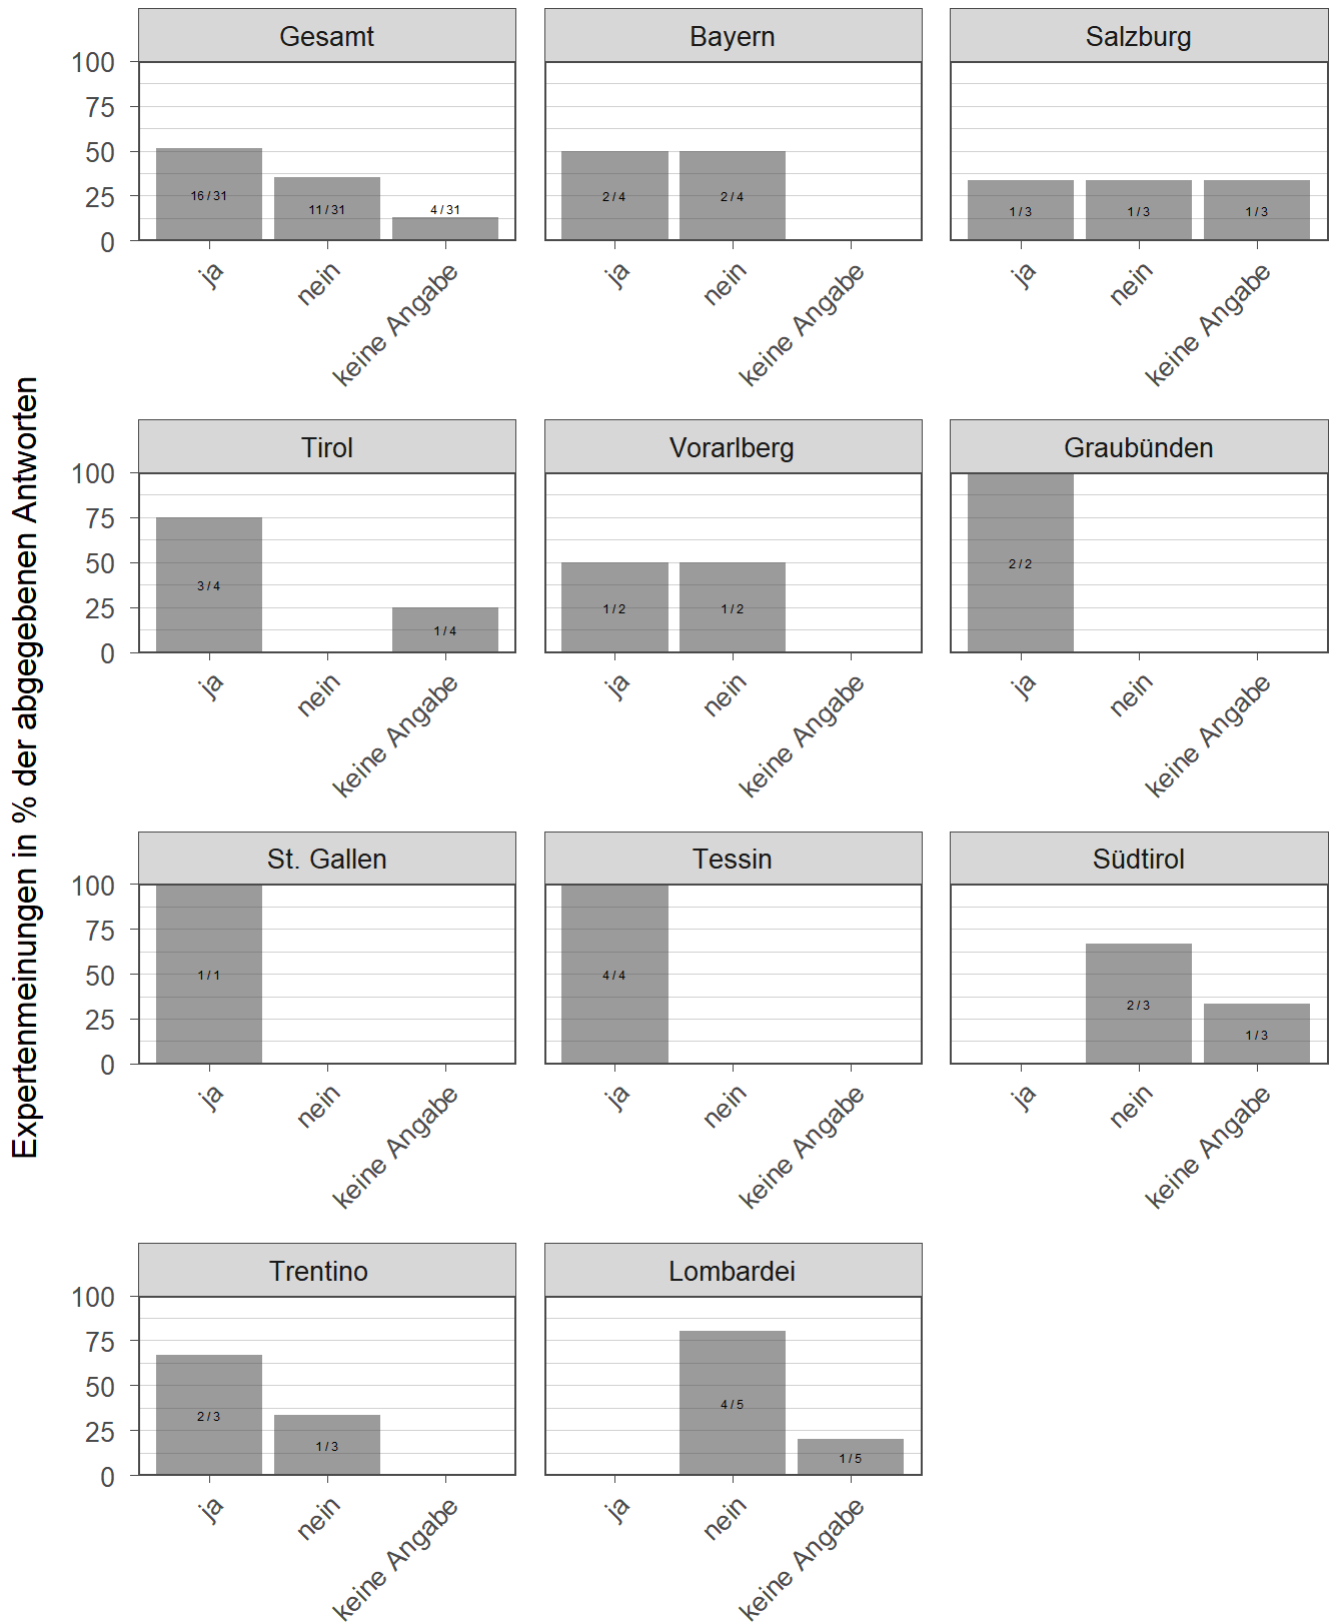 Expertenmeinungen in % der abgegebenen Antworten
Gesamt
100
75
50
25
0
16 / 31
11 / 31
4 / 31
ja
nein
keine Angabe
Bayern
2 / 4
2 / 4
ja
nein
keine Angabe
Salzburg
1 / 3
1 / 3
1 / 3
ja
nein
keine Angabe
Tirol
100
75
50
25
0
3 / 4
1 / 4
ja
nein
keine Angabe
Vorarlberg
1 / 2
1 / 2
ja
nein
keine Angabe
Graubünden
2 / 2
ja
nein
keine Angabe
St. Gallen
100
75
50
25
0
1 / 1
ja
nein
keine Angabe
Tessin
4 / 4
ja
nein
keine Angabe
Südtirol
2 / 3
1 / 3
ja
nein
keine Angabe
Trentino
100
75
50
25
0
2 / 3
1 / 3
ja
nein
keine Angabe
Lombardei
4 / 5
1 / 5
ja
nein
keine Angabe